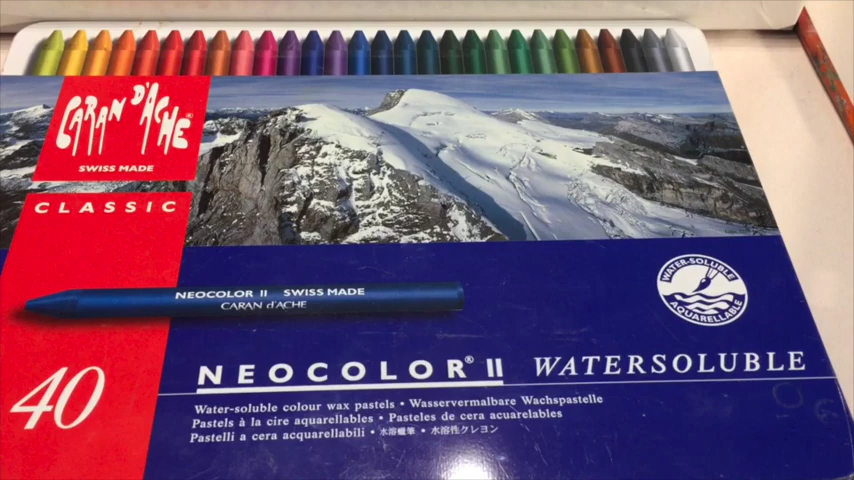 CARAN D'ACHE®
SWISS MADE
CLASSIC
WATER-SOLUBLE
AQUARELLABLE
NEOCOLOR II SWISS MADE
CARAN d'ACHE
NEOCOLOR® II WATERSOLUBLE
40
Water-soluble colour wax pastels • Wasservermalbare Wachspastelle
Pastels à la cire aquarellables • Pasteles de cera acuarelables
Pastelli a cera acquarellabili • 水溶蠟筆 • 水溶性クレヨン